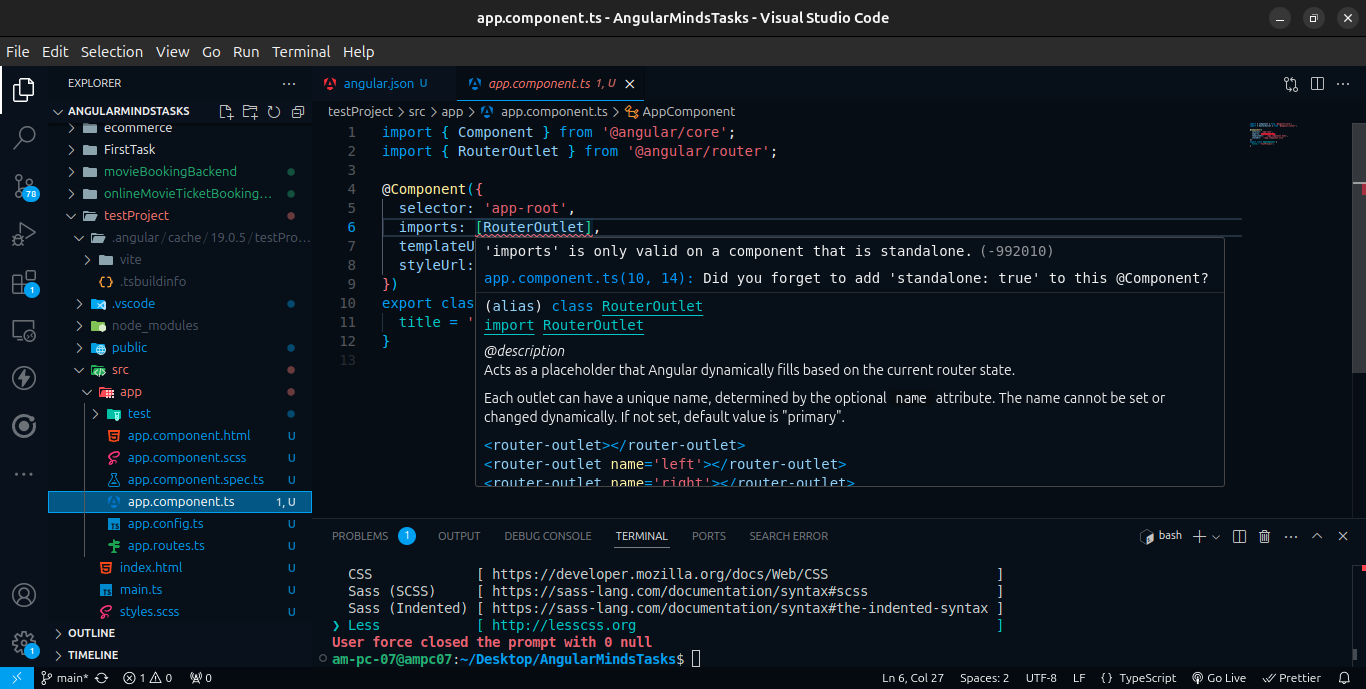 app.component.ts - AngularMindsTasks - Visual Studio Code
File Edit Selection View Go Run Terminal Help
EXPLORER
ANGULARMINDSTASKS
ecommerce
FirstTask
movieBookingBackend
onlineMovieTicketBooking...
testProject
.angular / cache / 19.0.5 / testPro...
vite
.tsbuildinfo
.vscode
node_modules
public
src
app
test
app.component.html U
app.component.scss U
app.component.spec.ts U
app.component.ts 1, U
app.config.ts U
app.routes.ts U
index.html U
main.ts U
styles.scss U
OUTLINE
TIMELINE
78
1
1
angular.json U
app.component.ts 1, U
testProject > src > app > app.component.ts > AppComponent
1 import { Component } from '@angular/core';
2 import { RouterOutlet } from '@angular/router';
3
4 @Component({
5 selector: 'app-root',
6 imports: [RouterOutlet],
7 templateU
8 styleUrl:
9 })
10 export clas
11 title = '
12 }
13
'imports' is only valid on a component that is standalone. (-992010)
app.component.ts(10, 14): Did you forget to add 'standalone: true' to this @Component?
(alias) class RouterOutlet
import RouterOutlet
@description
Acts as a placeholder that Angular dynamically fills based on the current router state.
Each outlet can have a unique name, determined by the optional name attribute. The name cannot be set or
changed dynamically. If not set, default value is "primary".
<router-outlet></router-outlet>
<router-outlet name='left'></router-outlet>
<router-outlet name='right'></router-outlet>
PROBLEMS 1 OUTPUT DEBUG CONSOLE TERMINAL PORTS SEARCH ERROR
bash
CSS [ https://developer.mozilla.org/docs/Web/CSS ]
Sass (SCSS) [ https://sass-lang.com/documentation/syntax#scss ]
Sass (Indented) [ https://sass-lang.com/documentation/syntax#the-indented-syntax ]
❯ Less [ http://lesscss.org ]
User force closed the prompt with 0 null
am-pc-07@ampc07:~/Desktop/AngularMindsTasks$
main* 1 0 0 Ln 6, Col 27 Spaces: 2 UTF-8 LF {} TypeScript Go Live Prettier